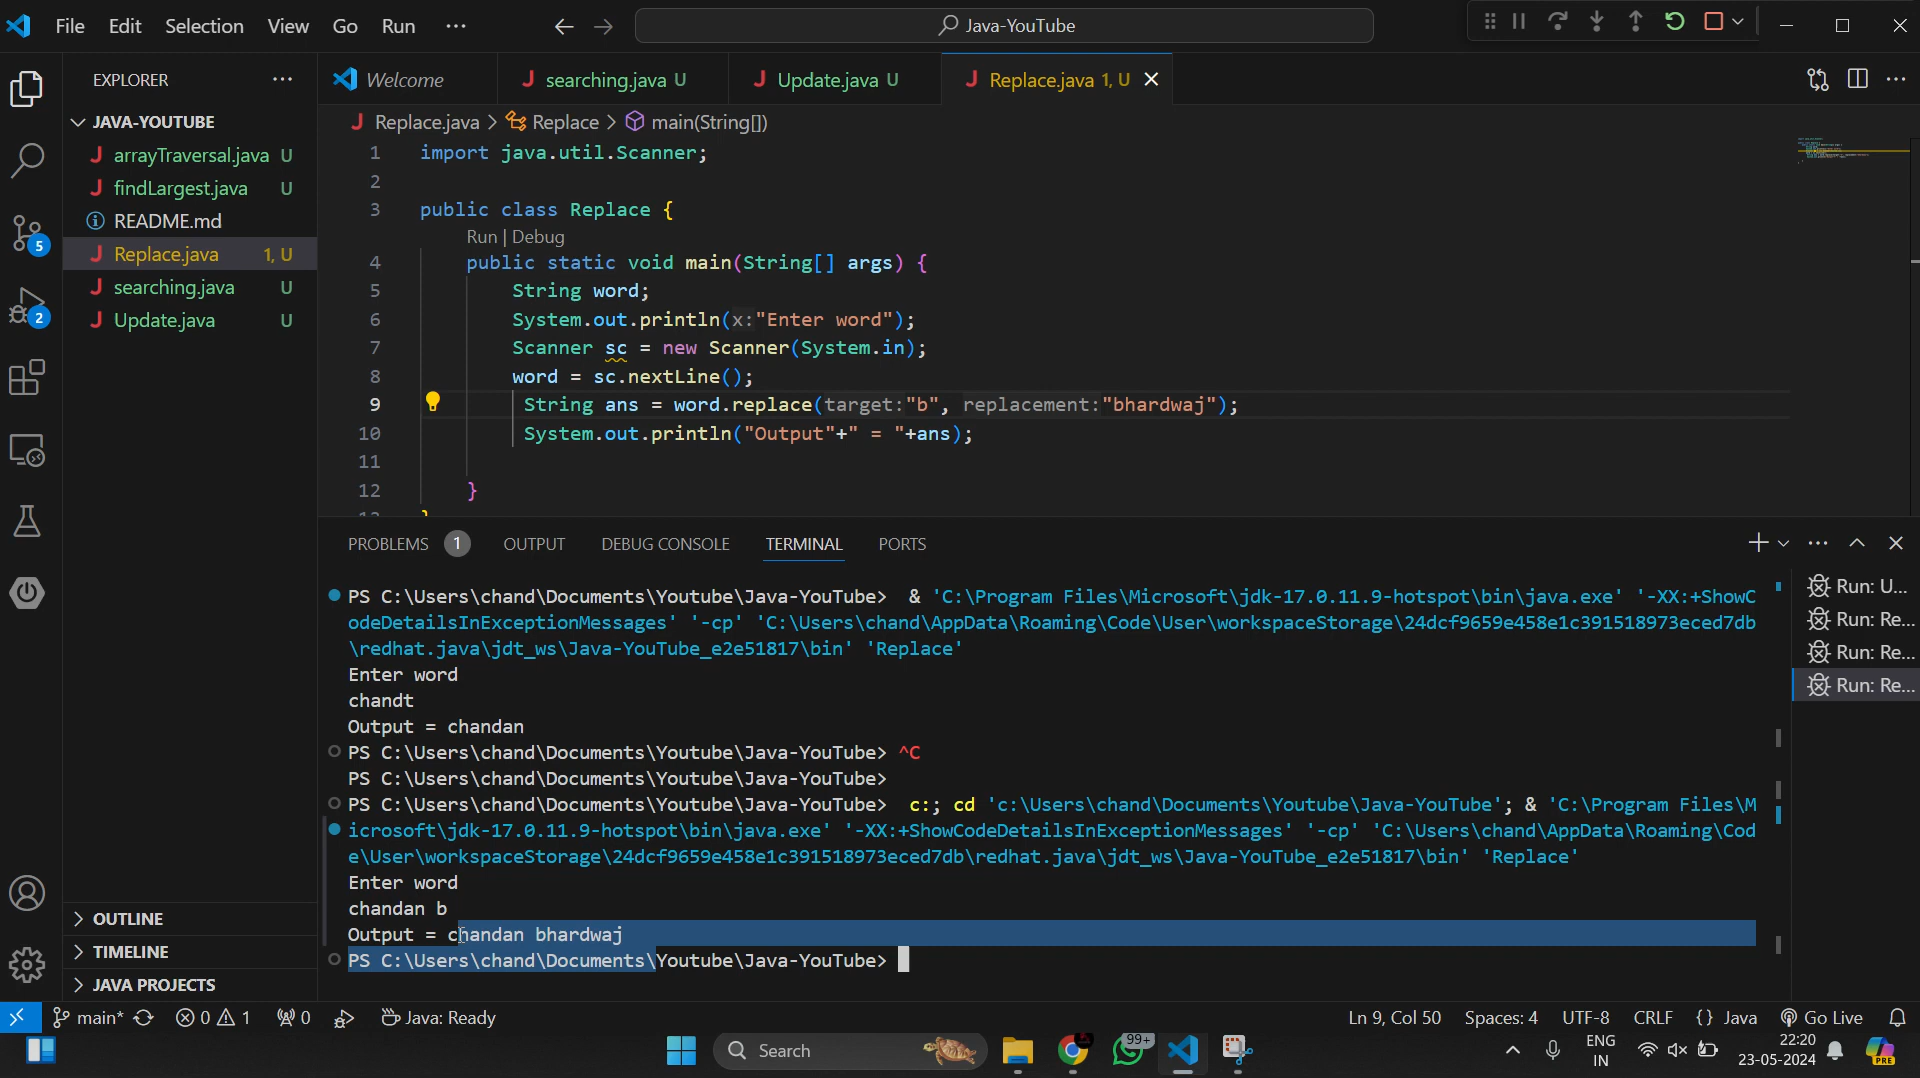 File Edit Selection View Go Run ··· Java-YouTube
EXPLORER ···
JAVA-YOUTUBE
arrayTraversal.java U
findLargest.java U
README.md
Replace.java 1, U
searching.java U
Update.java U
OUTLINE
TIMELINE
JAVA PROJECTS
5
2
Welcome searching.java U Update.java U Replace.java 1, U
Replace.java > Replace > main(String[])
1 import java.util.Scanner;
2
3 public class Replace {
Run | Debug
4 public static void main(String[] args) {
5 String word;
6 System.out.println(x:"Enter word");
7 Scanner sc = new Scanner(System.in);
8 word = sc.nextLine();
9 String ans = word.replace(target:"b", replacement:"bhardwaj");
10 System.out.println("Output"+" = "+ans);
11
12 }
PROBLEMS 1 OUTPUT DEBUG CONSOLE TERMINAL PORTS
PS C:\Users\chand\Documents\Youtube\Java-YouTube> & 'C:\Program Files\Microsoft\jdk-17.0.11.9-hotspot\bin\java.exe' '-XX:+ShowC
odeDetailsInExceptionMessages' '-cp' 'C:\Users\chand\AppData\Roaming\Code\User\workspaceStorage\24dcf9659e458e1c391518973eced7db
\redhat.java\jdt_ws\Java-YouTube_e2e51817\bin' 'Replace'
Enter word
chandt
Output = chandan
PS C:\Users\chand\Documents\Youtube\Java-YouTube> ^C
PS C:\Users\chand\Documents\Youtube\Java-YouTube>
PS C:\Users\chand\Documents\Youtube\Java-YouTube> c:; cd 'c:\Users\chand\Documents\Youtube\Java-YouTube'; & 'C:\Program Files\M
icrosoft\jdk-17.0.11.9-hotspot\bin\java.exe' '-XX:+ShowCodeDetailsInExceptionMessages' '-cp' 'C:\Users\chand\AppData\Roaming\Cod
e\User\workspaceStorage\24dcf9659e458e1c391518973eced7db\redhat.java\jdt_ws\Java-YouTube_e2e51817\bin' 'Replace'
Enter word
chandan b
Output = chandan bhardwaj
PS C:\Users\chand\Documents\Youtube\Java-YouTube>
Run: U...
Run: Re...
Run: Re...
Run: Re...
main* 0 1 0 Java: Ready Ln 9, Col 50 Spaces: 4 UTF-8 CRLF {} Java Go Live
Search 99+ ENG
IN
22:20
23-05-2024
PRE